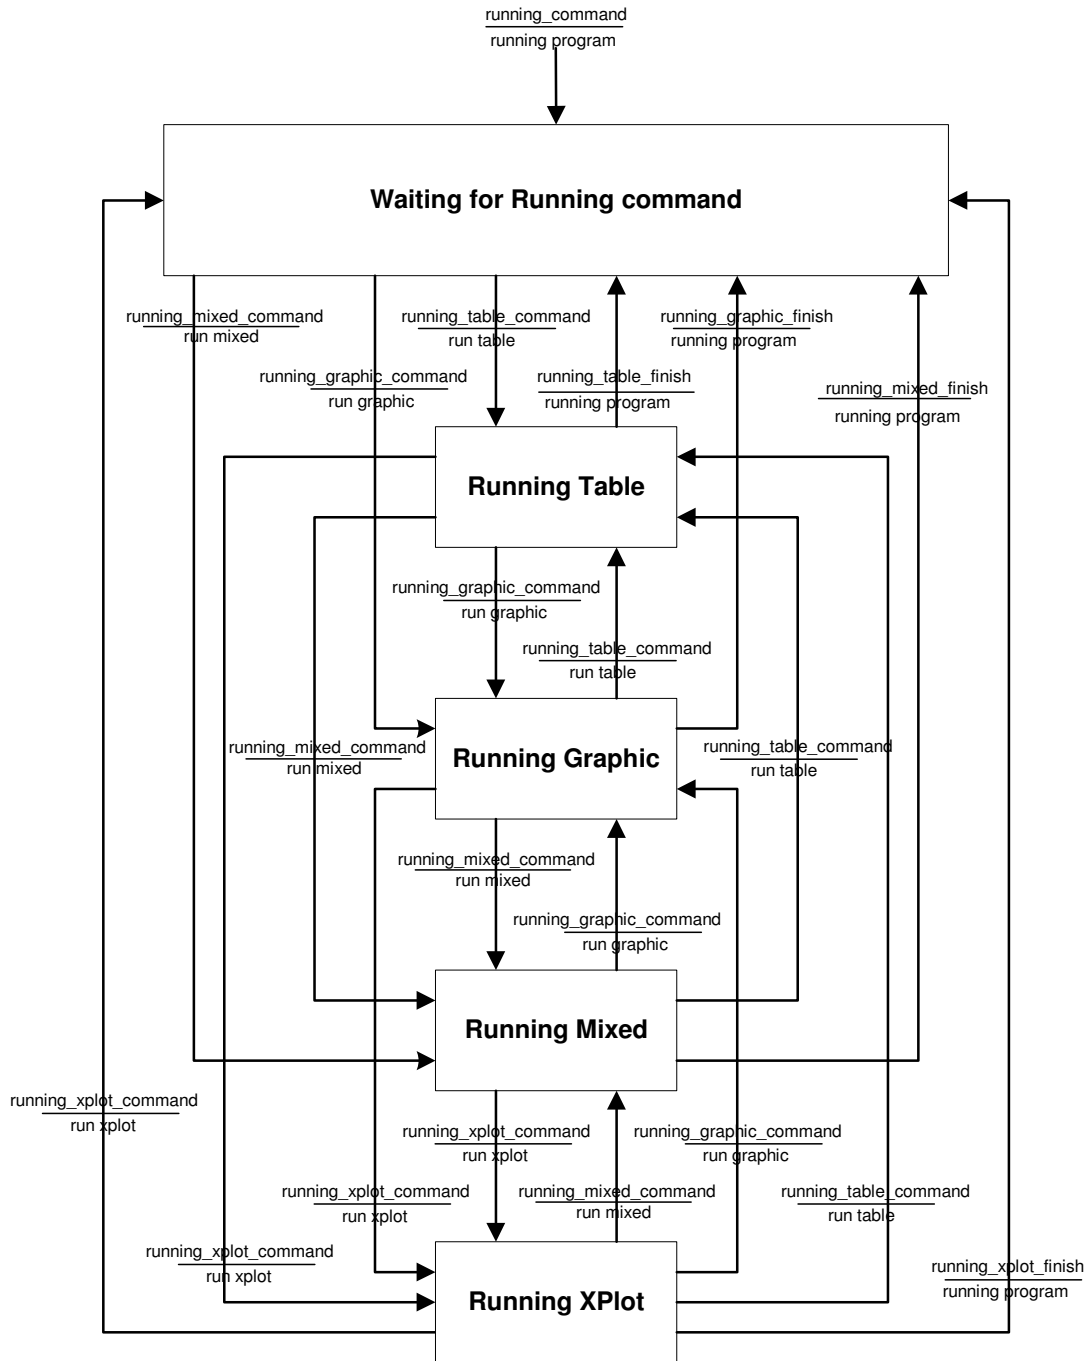 running_command
running program
Waiting for Running command
running_mixed_command
run mixed
running_table_command
run table
running_graphic_finish
running program
running_graphic_command
run graphic
running_table_finish
running program
running_mixed_finish
running program
Running Table
running_graphic_command
run graphic
running_table_command
run table
running_mixed_command
run mixed
Running Graphic
running_table_command
run table
running_mixed_command
run mixed
running_graphic_command
run graphic
Running Mixed
running_xplot_command
run xplot
running_xplot_command
run xplot
running_graphic_command
run graphic
running_xplot_command
run xplot
running_mixed_command
run mixed
running_table_command
run table
running_xplot_command
run xplot
running_xplot_finish
running program
Running XPlot